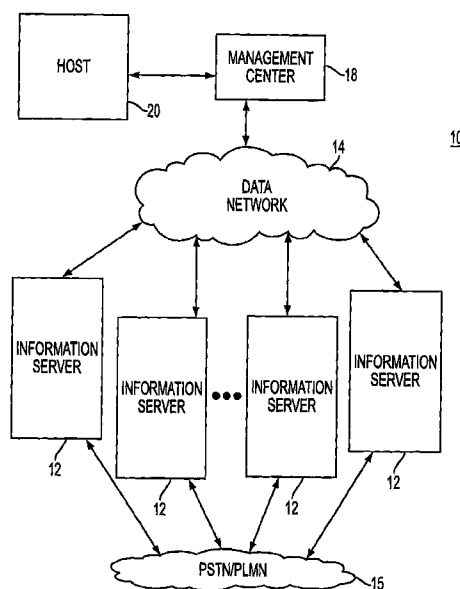 HOST
20
MANAGEMENT
CENTER
18
10
14
DATA
NETWORK
INFORMATION
SERVER
12
INFORMATION
SERVER
12
INFORMATION
SERVER
12
INFORMATION
SERVER
12
PSTN/PLMN
15